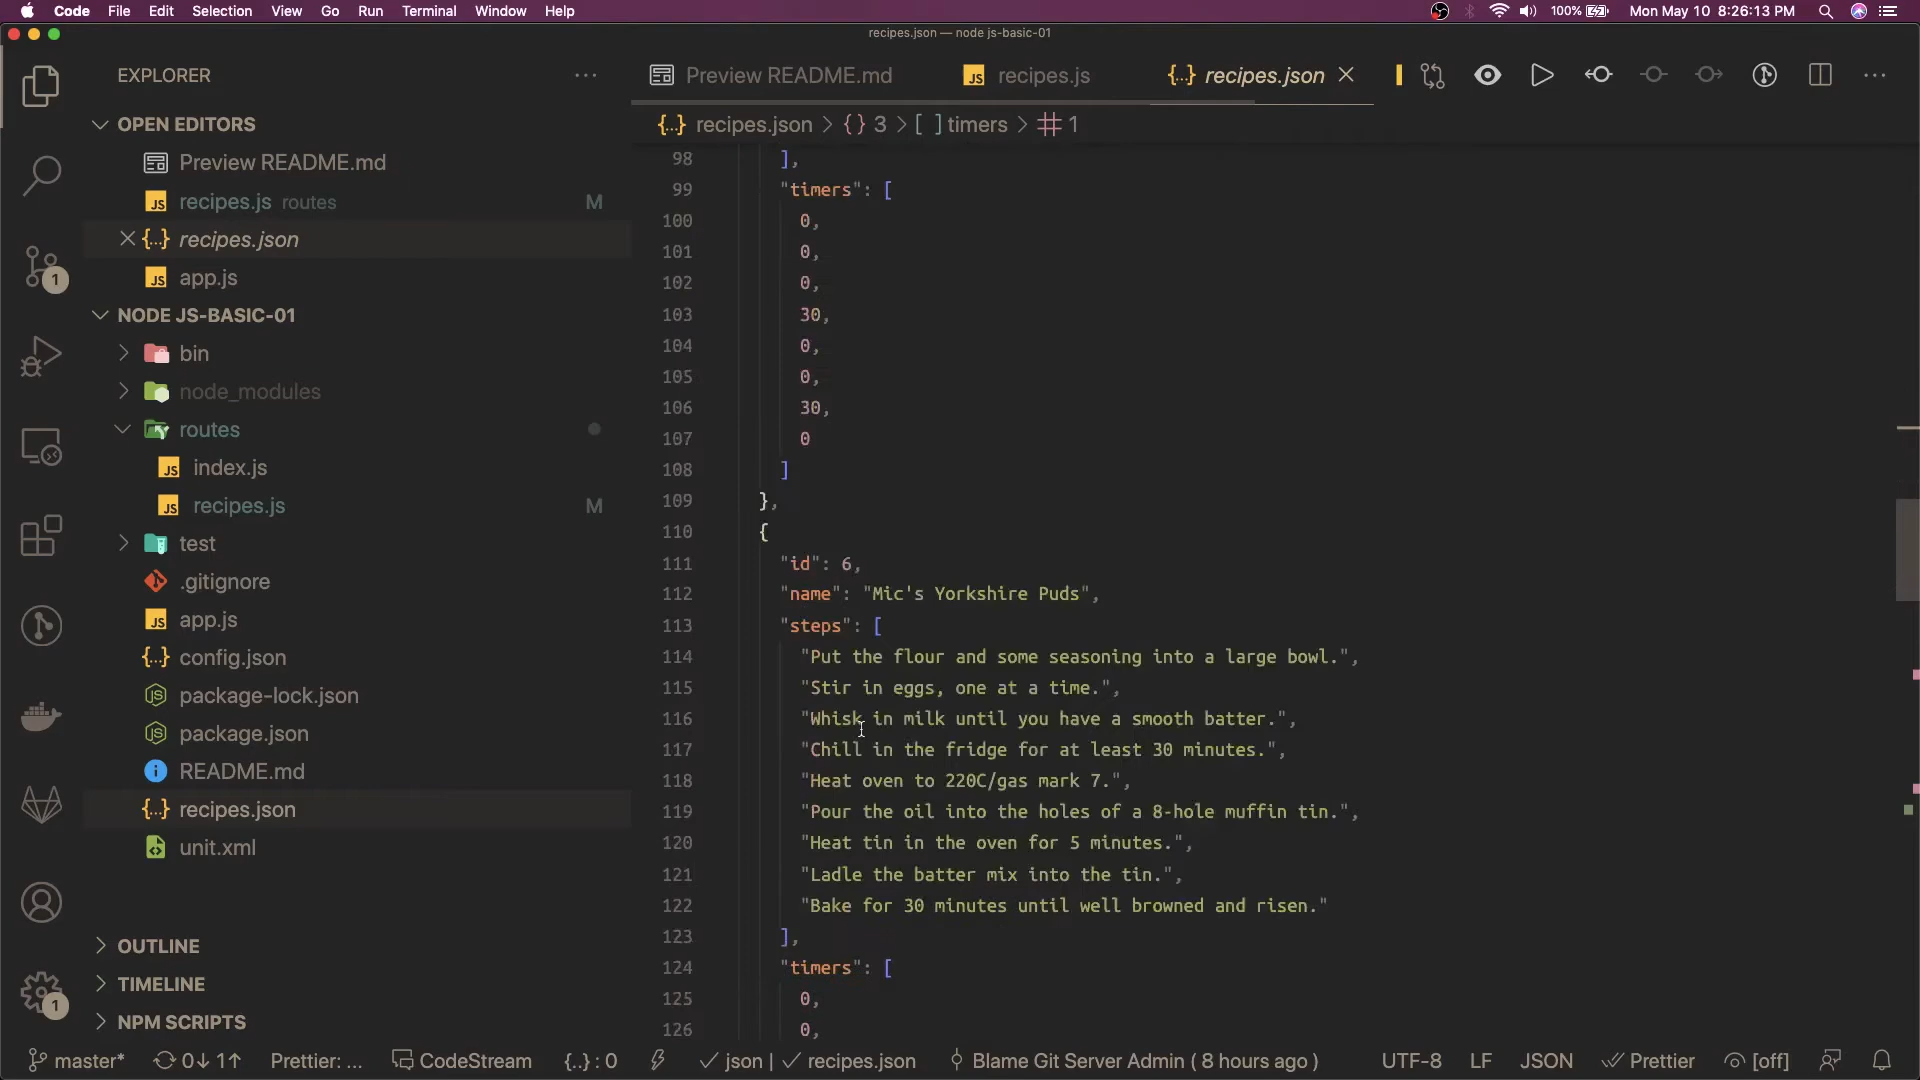 Code File Edit Selection View Go Run Terminal Window Help 100% Mon May 10 8:26:13 PM
recipes.json — node js-basic-01
EXPLORER
Preview README.md recipes.js {..} recipes.json
{..} recipes.json > {} 3 > [ ] timers > # 1
OPEN EDITORS
Preview README.md
recipes.js routes M
{..} recipes.json
app.js
NODE JS-BASIC-01
bin
node_modules
routes
index.js
recipes.js M
test
.gitignore
app.js
{..} config.json
package-lock.json
package.json
README.md
{..} recipes.json
unit.xml
OUTLINE
TIMELINE
NPM SCRIPTS
1
1
98 ],
99 "timers": [
100 0,
101 0,
102 0,
103 30,
104 0,
105 0,
106 30,
107 0
108 ]
109 },
110 {
111 "id": 6,
112 "name": "Mic's Yorkshire Puds",
113 "steps": [
114 "Put the flour and some seasoning into a large bowl.",
115 "Stir in eggs, one at a time.",
116 "Whisk in milk until you have a smooth batter.",
117 "Chill in the fridge for at least 30 minutes.",
118 "Heat oven to 220C/gas mark 7.",
119 "Pour the oil into the holes of a 8-hole muffin tin.",
120 "Heat tin in the oven for 5 minutes.",
121 "Ladle the batter mix into the tin.",
122 "Bake for 30 minutes until well browned and risen."
123 ],
124 "timers": [
125 0,
126 0,
master* 0↓ 1↑ Prettier: ... CodeStream {..} : 0 json | recipes.json Blame Git Server Admin ( 8 hours ago ) UTF-8 LF JSON Prettier [off]